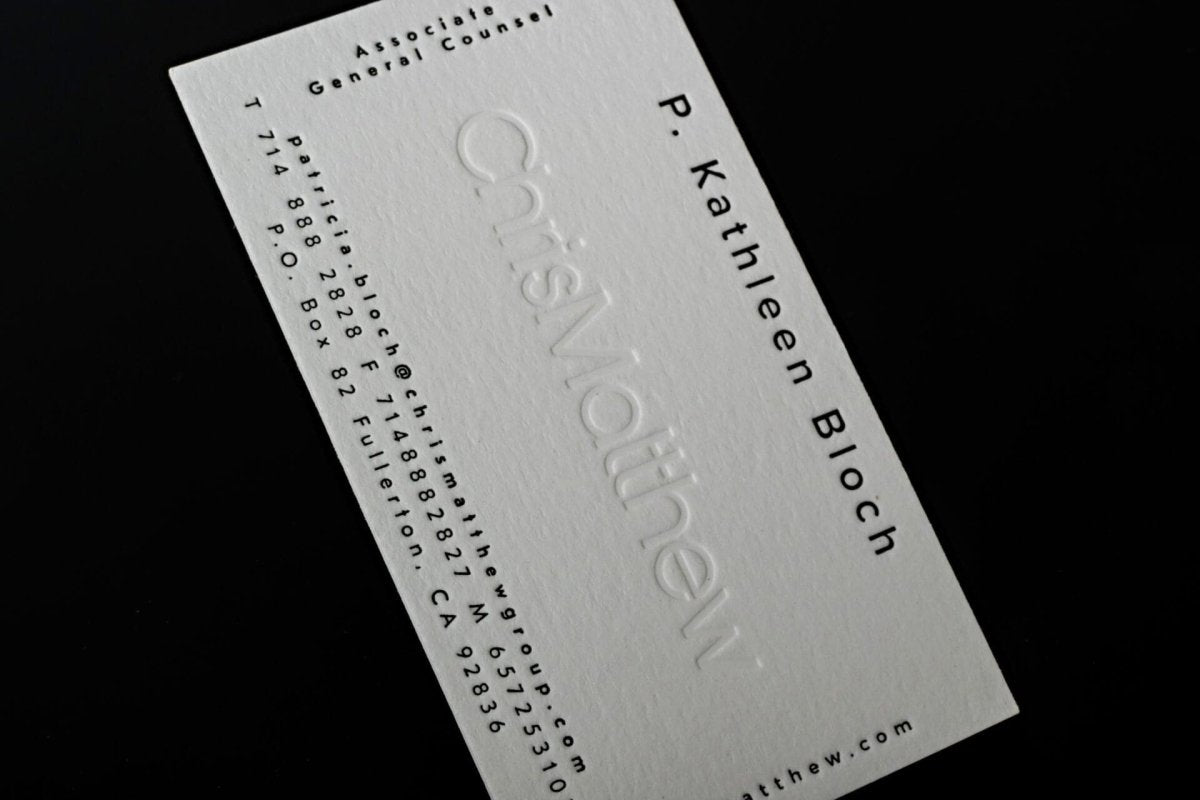 P. Kathleen Bloch
Associate
General Counsel
ChrisMatthew
patricia.bloch@chrismatthewgroup.com
T 714 888 2828 F 7148882827 M 65725310
P.O. Box 82 Fullerton, CA 92836
atthew.com